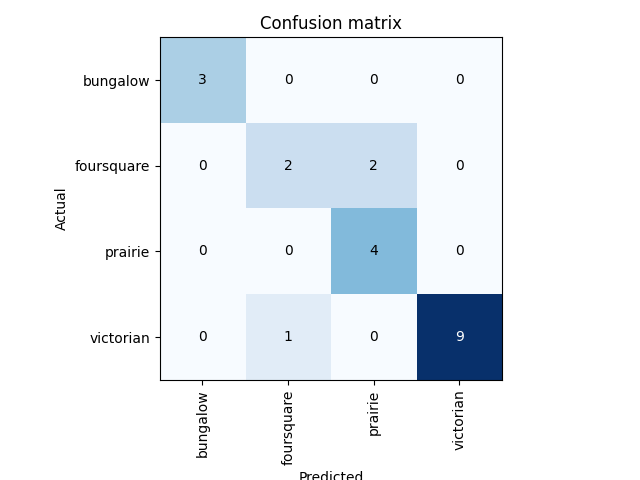 Confusion matrix
bungalow 3 0 0 0
foursquare 0 2 2 0
Actual
prairie 0 0 4 0
victorian 0 1 0 9
bungalow foursquare prairie victorian
Predicted